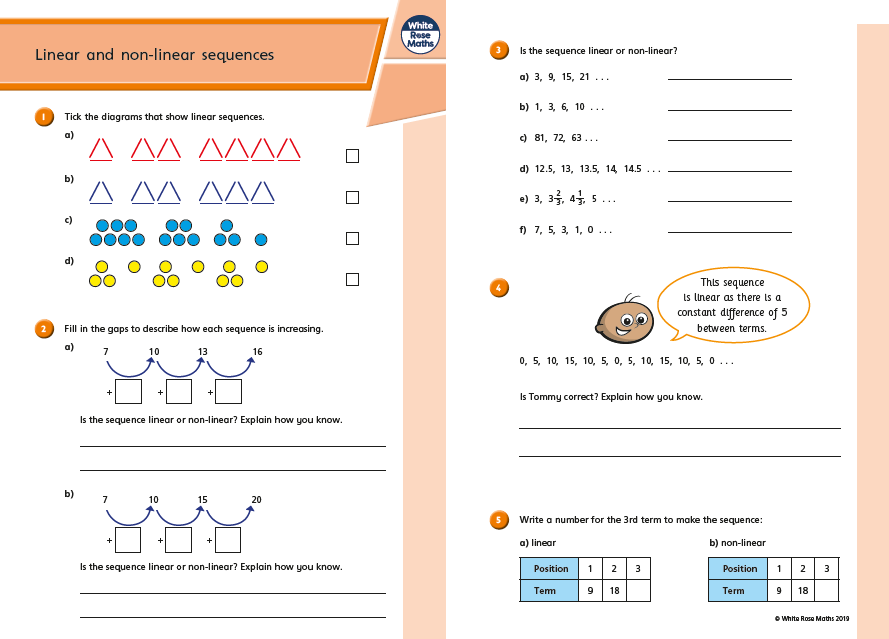 White
Rose
Maths
Linear and non-linear sequences
1 Tick the diagrams that show linear sequences.
a)
b)
c)
d)
2 Fill in the gaps to describe how each sequence is increasing.
a)
7 10 13 16
+ + +
Is the sequence linear or non-linear? Explain how you know.
b)
7 10 15 20
+ + +
Is the sequence linear or non-linear? Explain how you know.
3 Is the sequence linear or non-linear?
a) 3, 9, 15, 21 . . .
b) 1, 3, 6, 10 . . .
c) 81, 72, 63 . . .
d) 12.5, 13, 13.5, 14, 14.5 . . .
e) 3, 3 2/3, 4 1/3, 5 . . .
f) 7, 5, 3, 1, 0 . . .
4
This sequence
is linear as there is a
constant difference of 5
between terms.
0, 5, 10, 15, 10, 5, 0, 5, 10, 15, 10, 5, 0 . . .
Is Tommy correct? Explain how you know.
5 Write a number for the 3rd term to make the sequence:
a) linear b) non-linear
Position 1 2 3 Position 1 2 3
Term 9 18 Term 9 18
© White Rose Maths 2019